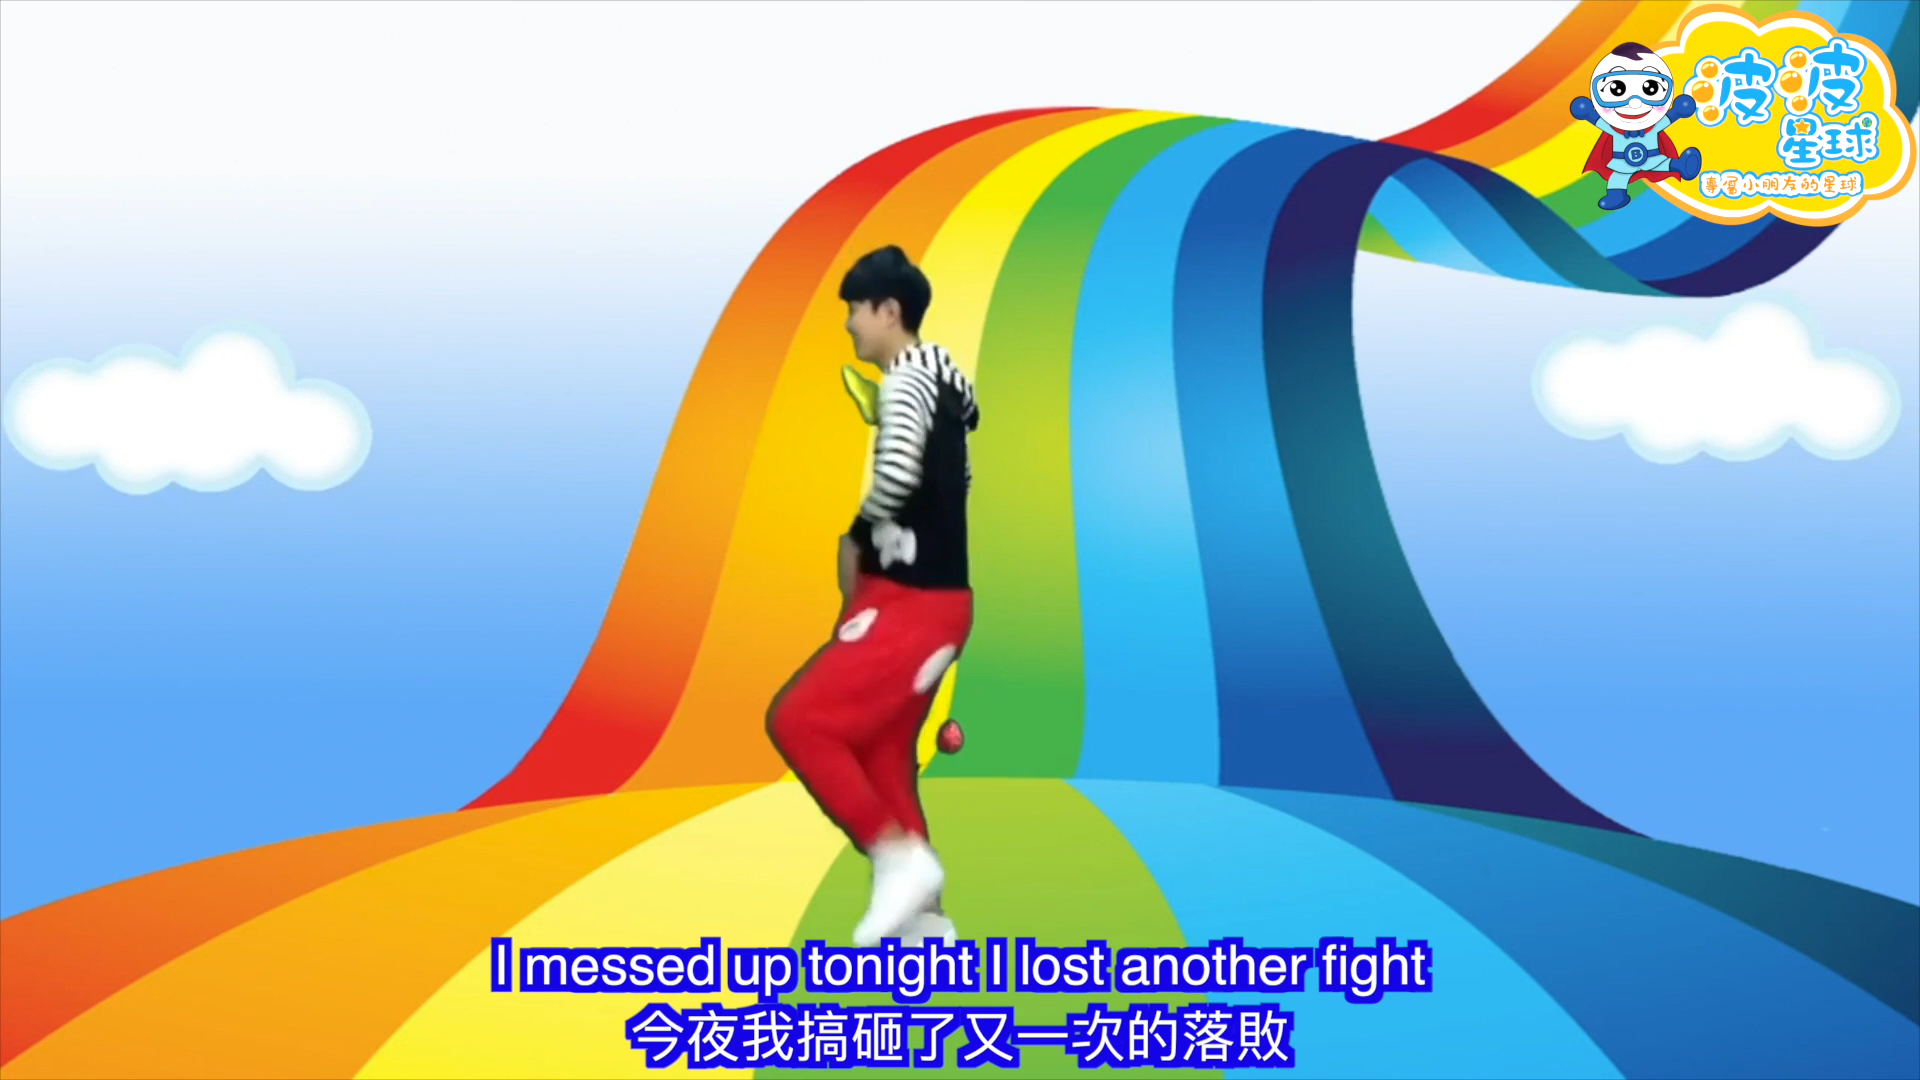 波波
星球
專屬小朋友的星球
I messed up tonight I lost another fight
今夜我搞砸了又一次的落敗